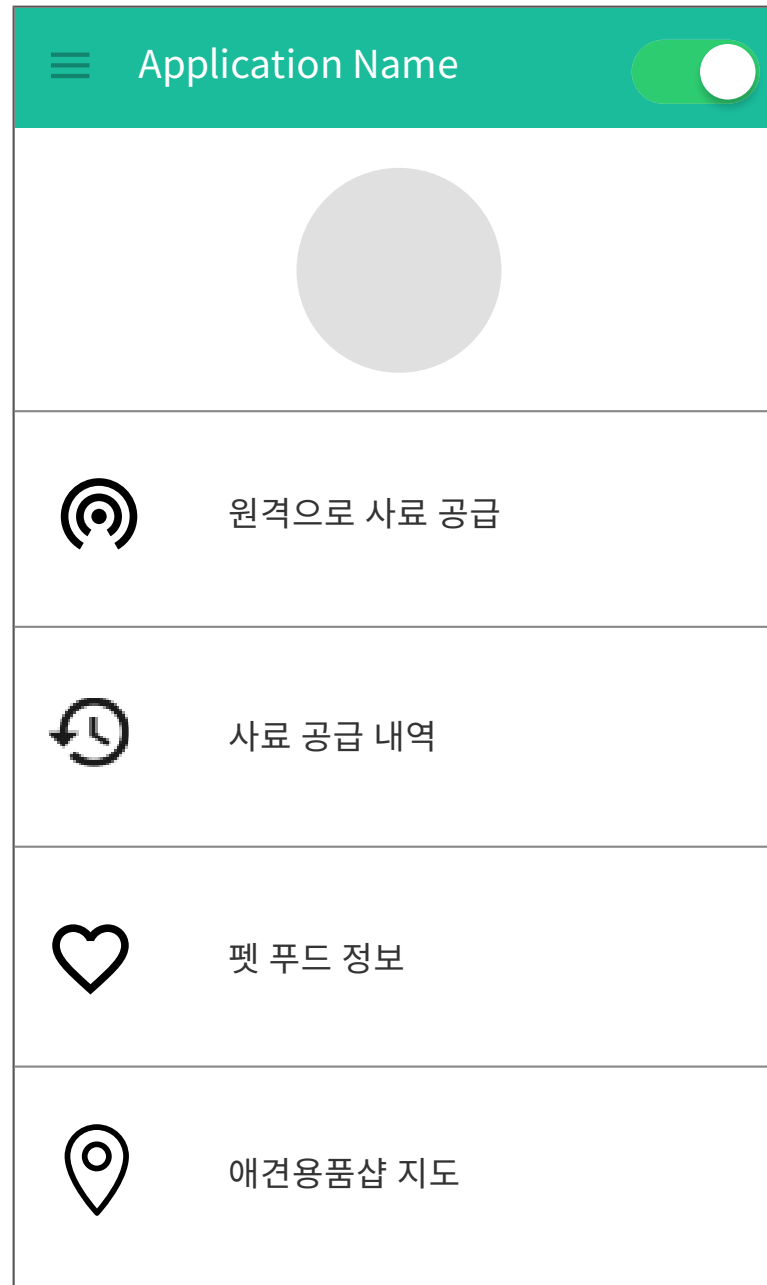 Application Name
원격으로 사료 공급
사료 공급 내역
펫 푸드 정보
애견용품샵 지도